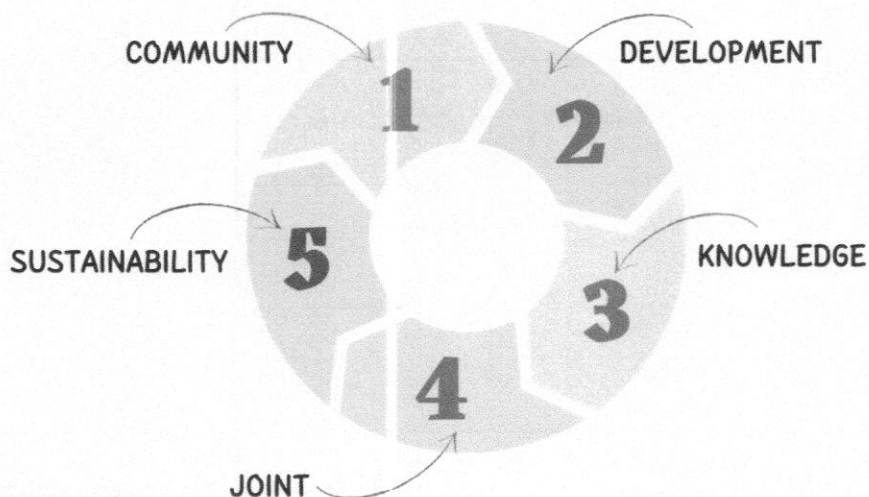 COMMUNITY
1
DEVELOPMENT
2
KNOWLEDGE
3
JOINT
4
SUSTAINABILITY
5